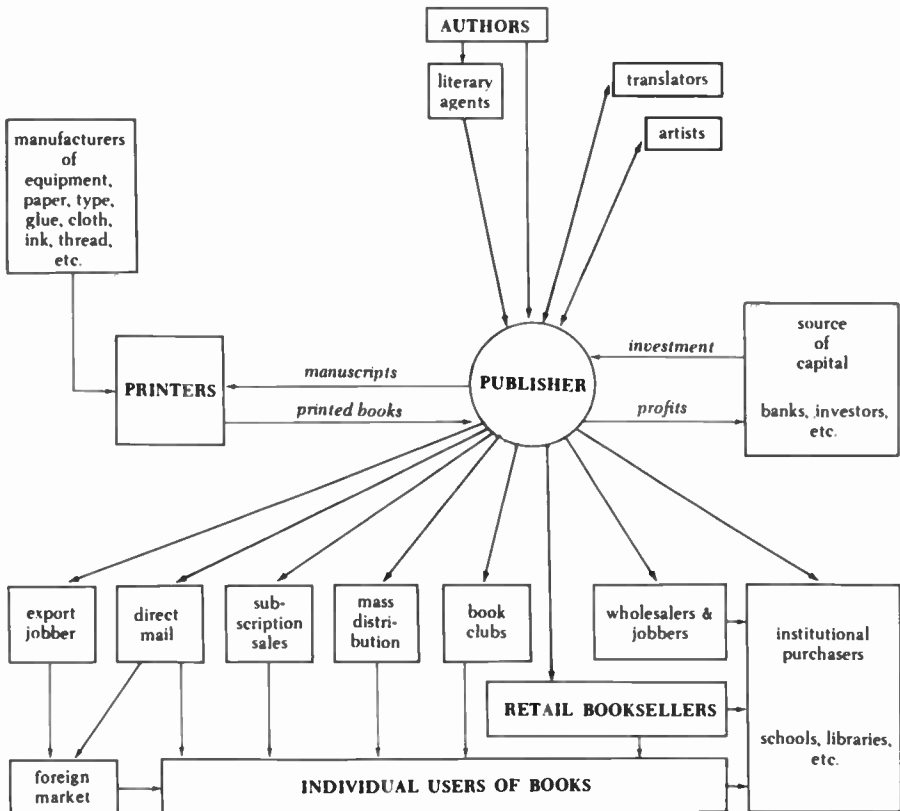 AUTHORS
literary
agents
translators
artists
manufacturers
of
equipment,
paper, type,
glue, cloth,
ink, thread,
etc.
PRINTERS
manuscripts
printed books
PUBLISHER
investment
profits
source
of
capital
banks, investors,
etc.
export
jobber
direct
mail
sub-
scription
sales
mass
distri-
bution
book
clubs
wholesalers &
jobbers
institutional
purchasers
schools, libraries,
etc.
RETAIL BOOKSELLERS
foreign
market
INDIVIDUAL USERS OF BOOKS